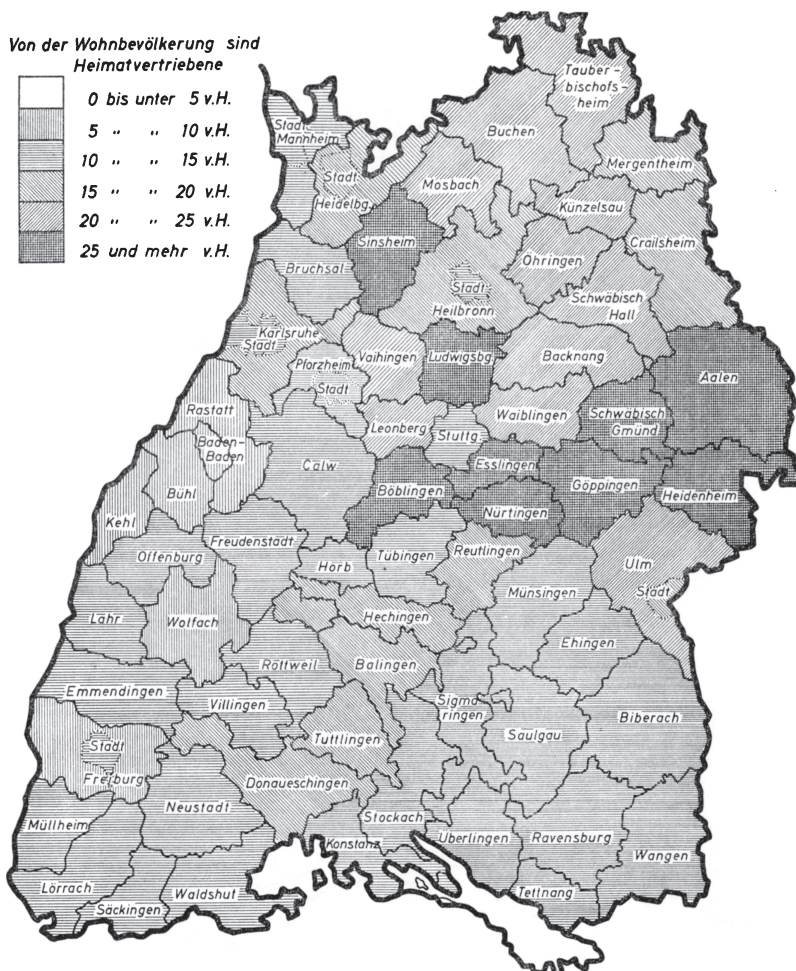 Von der Wohnbevölkerung sind
Heimatvertriebene
0 bis unter 5 v.H.
5 " " 10 v.H.
10 " " 15 v.H.
15 " " 20 v.H.
20 " " 25 v.H.
25 und mehr v.H.
Tauber-
bischofs-
heim
Stadt
Mannheim
Buchen
Mergentheim
Stadt
Heidelbg.
Mosbach
Künzelsau
Sinsheim
Crailsheim
Bruchsal
Öhringen
Stadt
Heilbronn
Schwäbisch
Hall
Karlsruhe
Stadt
Pforzheim
Stadt
Vaihingen
Ludwigsbg.
Backnang
Aalen
Rastatt
Baden-
Baden
Leonberg
Stuttg.
Waiblingen
Schwäbisch
Gmünd
Calw
Esslingen
Bühl
Böblingen
Göppingen
Heidenheim
Kehl
Nürtingen
Offenburg
Freudenstadt
Horb
Tübingen
Reutlingen
Ulm
Stadt
Münsingen
Lahr
Wolfach
Hechingen
Ehingen
Rottweil
Balingen
Emmendingen
Villingen
Sigma
ringen
Biberach
Saulgau
Stadt
Freiburg
Tuttlingen
Donaueschingen
Neustadt
Müllheim
Stockach
Konstanz
Überlingen
Ravensburg
Wangen
Lörrach
Waldshut
Tettnang
Säckingen